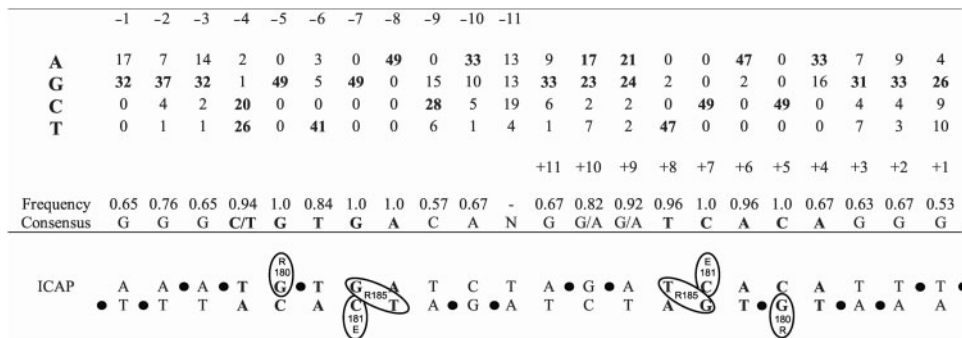 −1 −2 −3 −4 −5 −6 −7 −8 −9 −10 −11
A 17 7 14 2 0 3 0 49 0 33 13 9 17 21 0 0 47 0 33 7 9 4
G 32 37 32 1 49 5 49 0 15 10 13 33 23 24 2 0 2 0 16 31 33 26
C 0 4 2 20 0 0 0 0 28 5 19 6 2 2 0 49 0 49 0 4 4 9
T 0 1 1 26 0 41 0 0 6 1 4 1 7 2 47 0 0 0 0 7 3 10
+11 +10 +9 +8 +7 +6 +5 +4 +3 +2 +1
Frequency 0.65 0.76 0.65 0.94 1.0 0.84 1.0 1.0 0.57 0.67 - 0.67 0.82 0.92 0.96 1.0 0.96 1.0 0.67 0.63 0.67 0.53
Consensus G G G C/T G T G A C A N G G/A G/A T C A C A G G G
R 180 E 181
ICAP A A • A • T G • T G A T C T A • G • A T C A C A T • T • T •
R185 R185
• T • T T A C A C T • A • G • A T C T A G T • G T • A A A
181 E 180 R